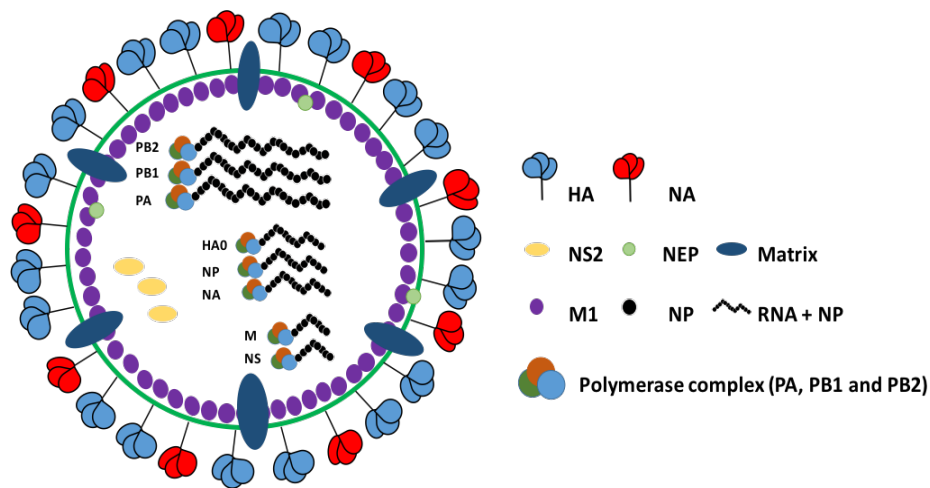 PB2
PB1
PA
HA0
NP
NA
M
NS
HA NA
NS2 NEP Matrix
M1 NP RNA + NP
Polymerase complex (PA, PB1 and PB2)